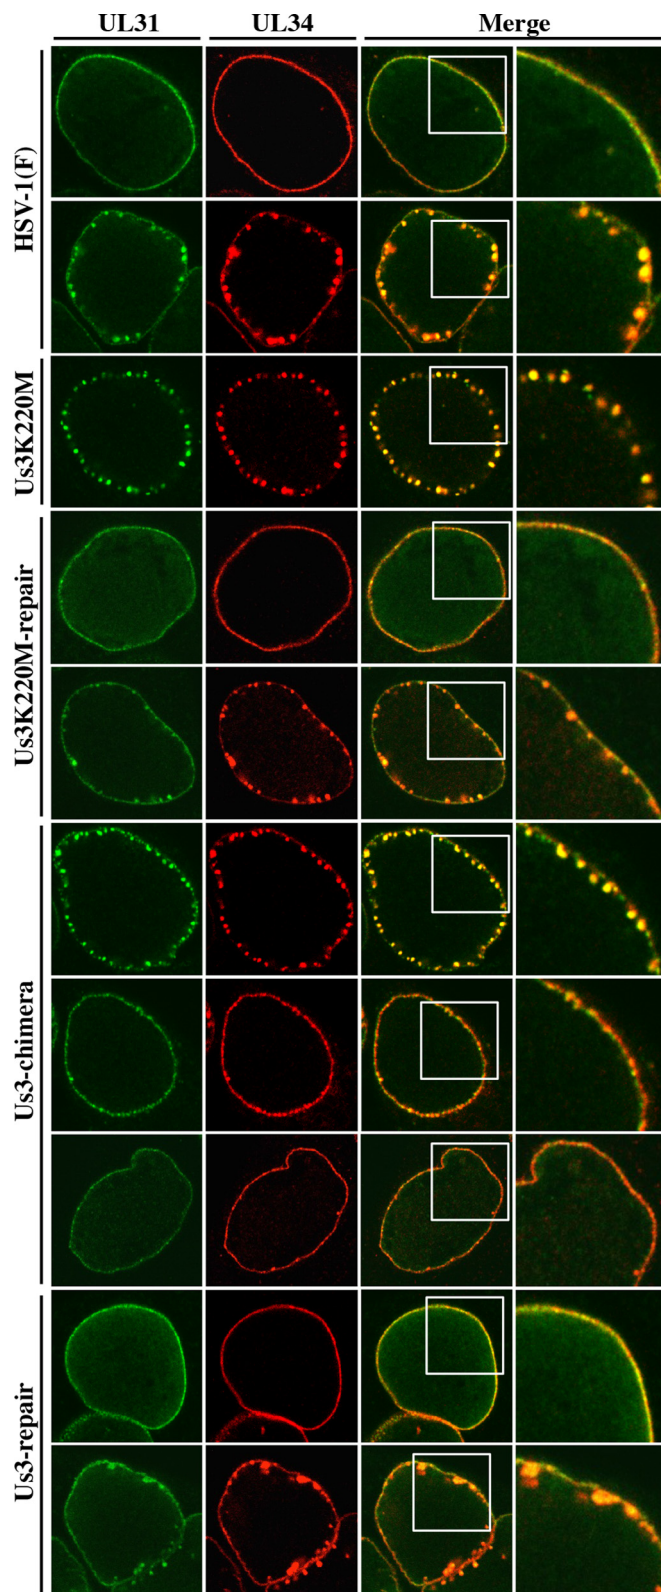 UL31 UL34 Merge
HSV-1(F)
Us3K220M
Us3K220M-repair
Us3-chimera
Us3-repair